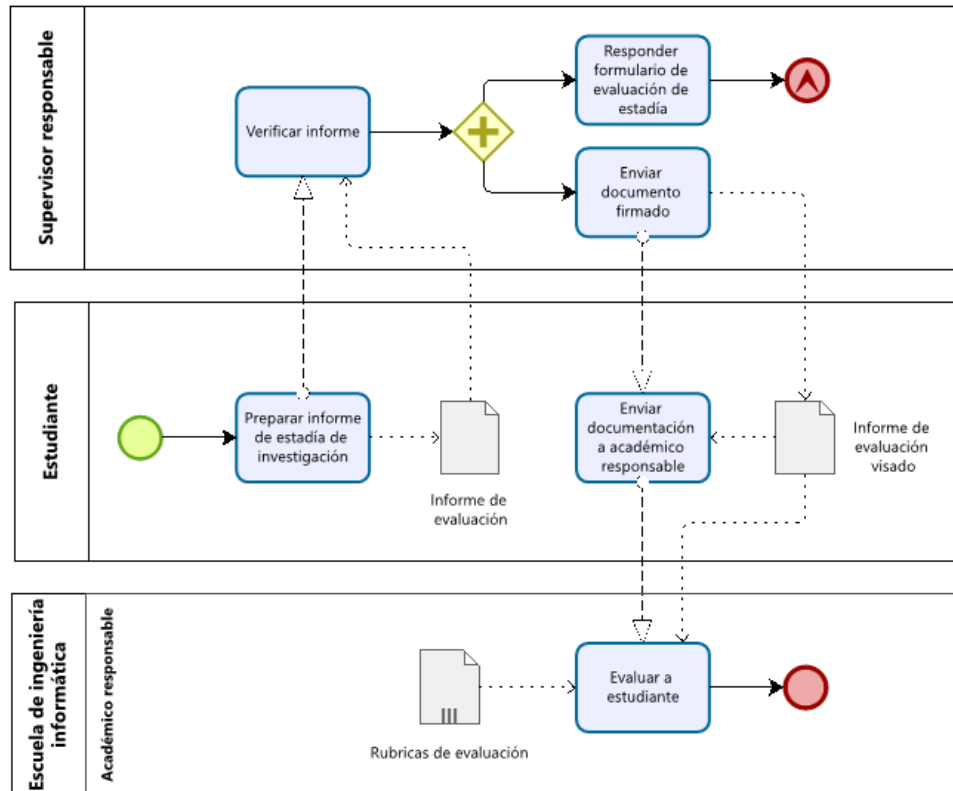 Supervisor responsable
Verificar informe
Responder
formulario de
evaluación de
estadía
Enviar
documento
firmado
Estudiante
Preparar informe
de estadía de
investigación
Informe de
evaluación
Enviar
documentación
a académico
responsable
Informe de
evaluación
visado
Escuela de ingeniería
informática
Académico responsable
Rubricas de evaluación
Evaluar a
estudiante